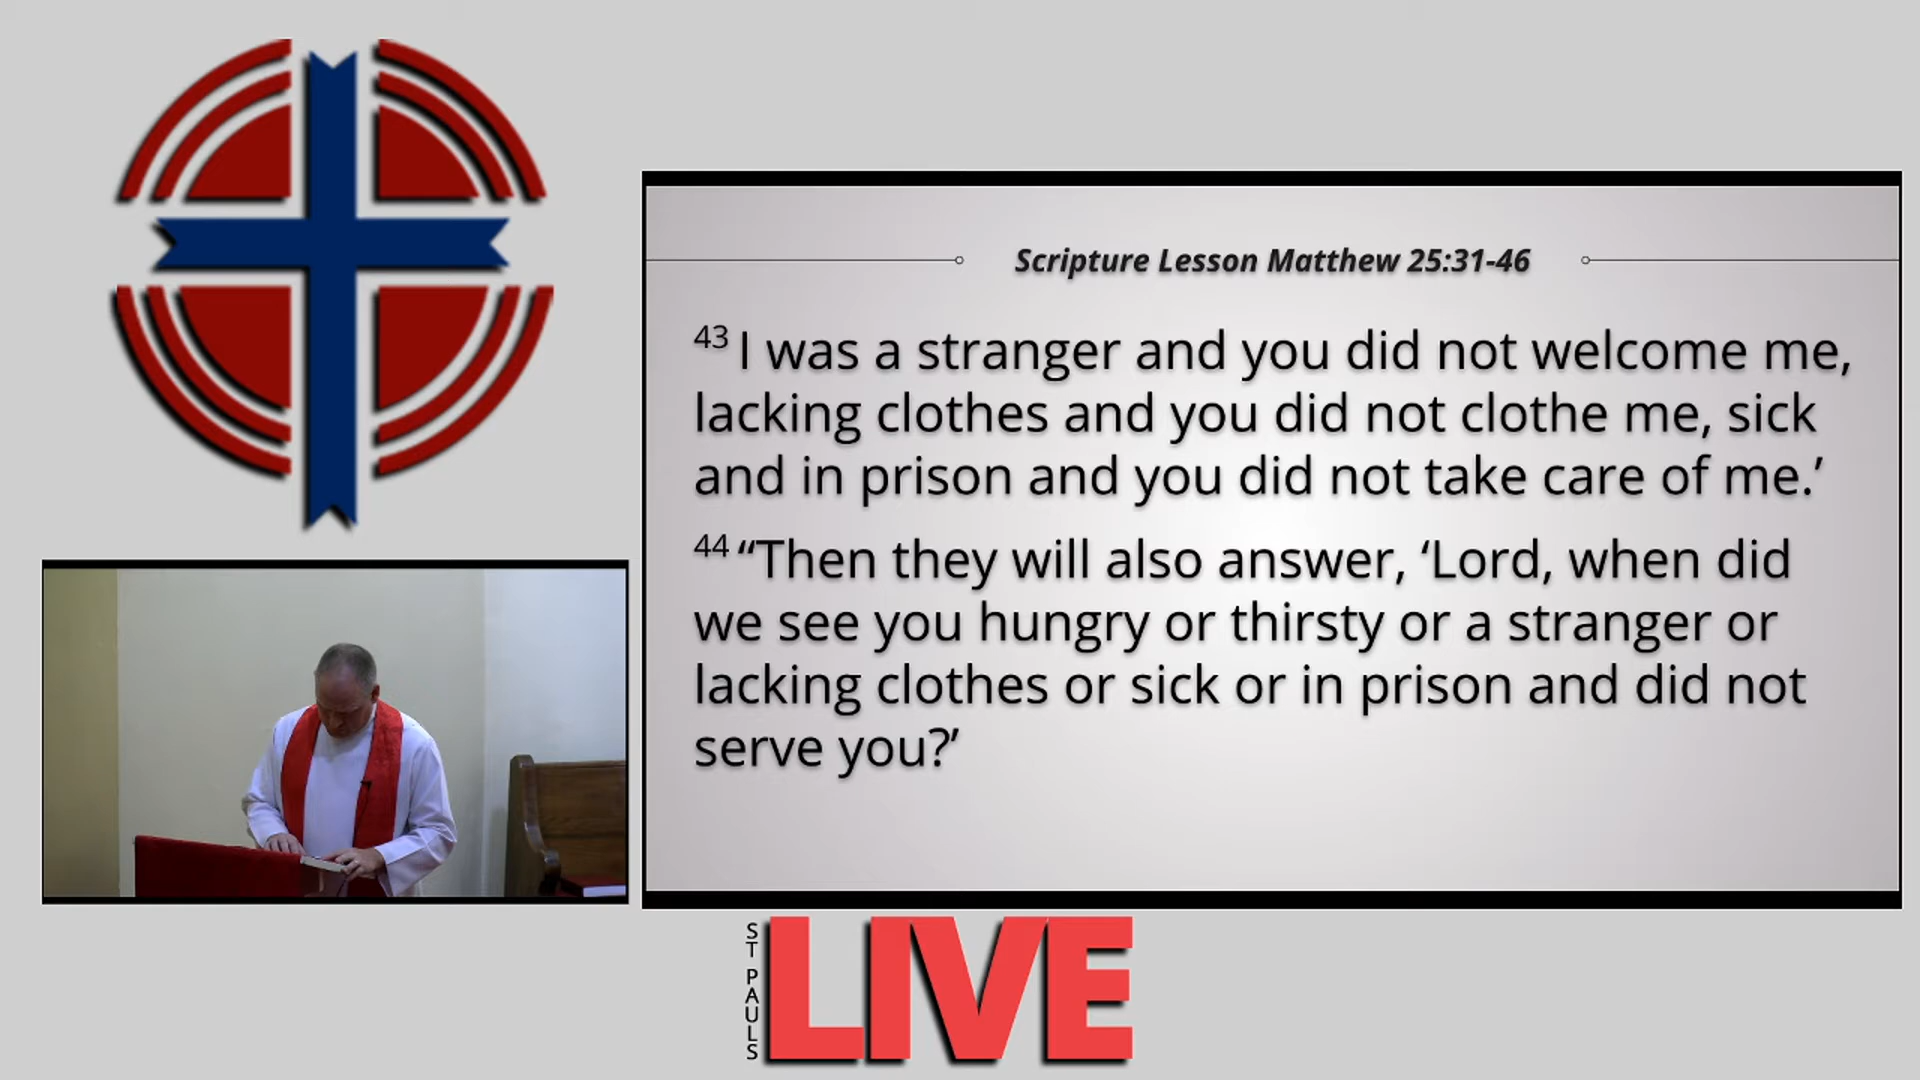 Scripture Lesson Matthew 25:31-46
43 I was a stranger and you did not welcome me,
lacking clothes and you did not clothe me, sick
and in prison and you did not take care of me.’
44 “Then they will also answer, ‘Lord, when did
we see you hungry or thirsty or a stranger or
lacking clothes or sick or in prison and did not
serve you?’
ST PAULS
LIVE